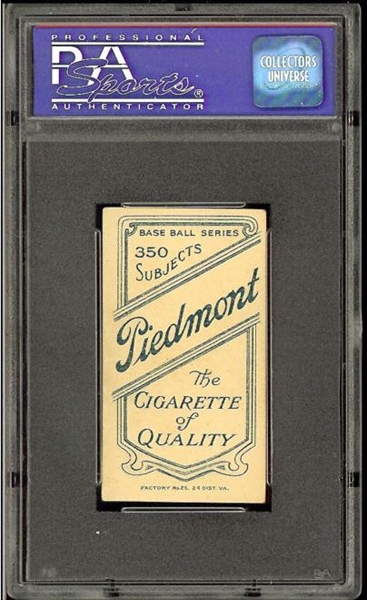 PROFESSIONAL
PSA
Sports®
AUTHENTICATOR
COLLECTORS
UNIVERSE
BASE BALL SERIES
350
SUBJECTS
Piedmont
The
CIGARETTE
of
QUALITY
FACTORY No. 25, 2d DIST. VA.